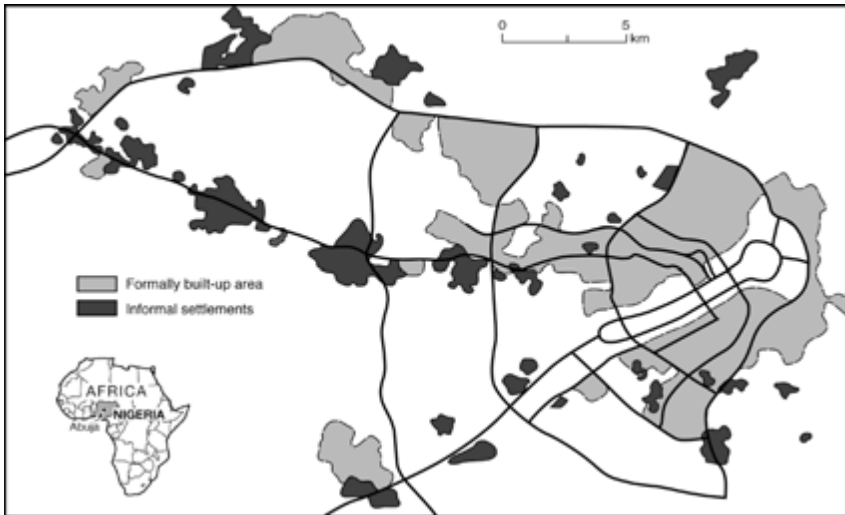 0 5
km
Formally built-up area
Informal settlements
AFRICA
NIGERIA
Abuja